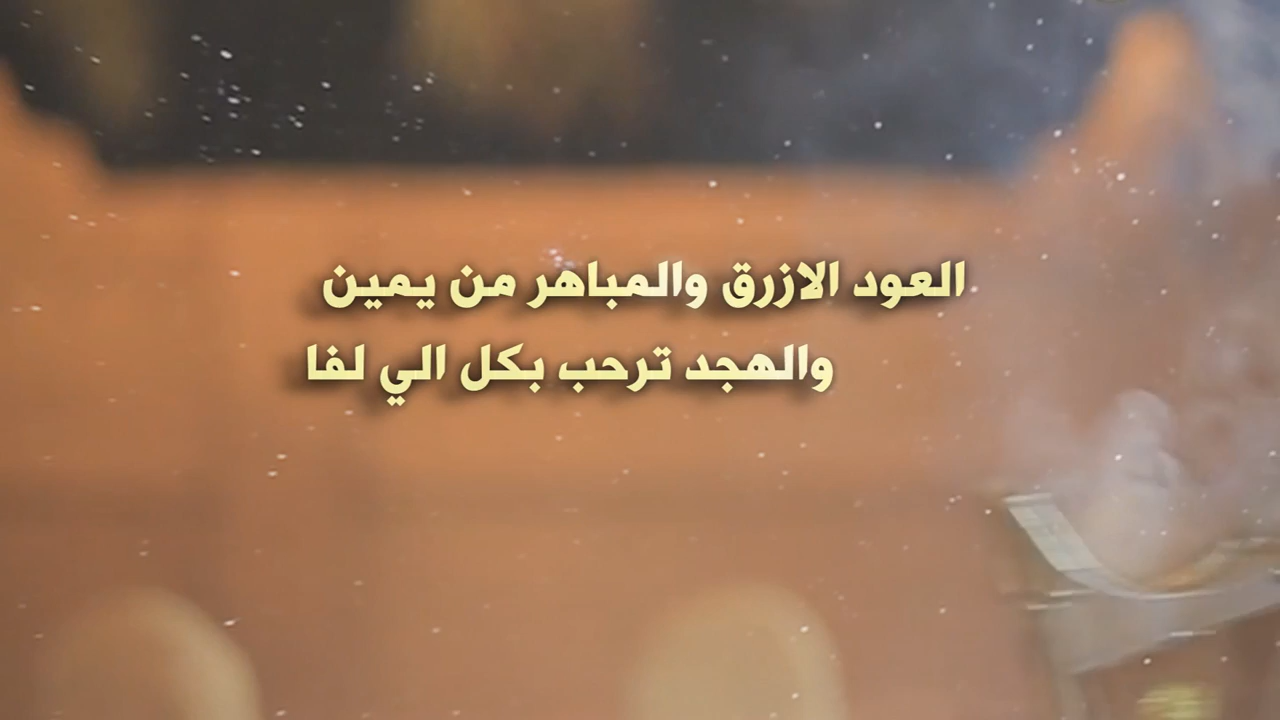 العود الازرق والمباهر من يمين
والهجد ترحب بكل الي لفا